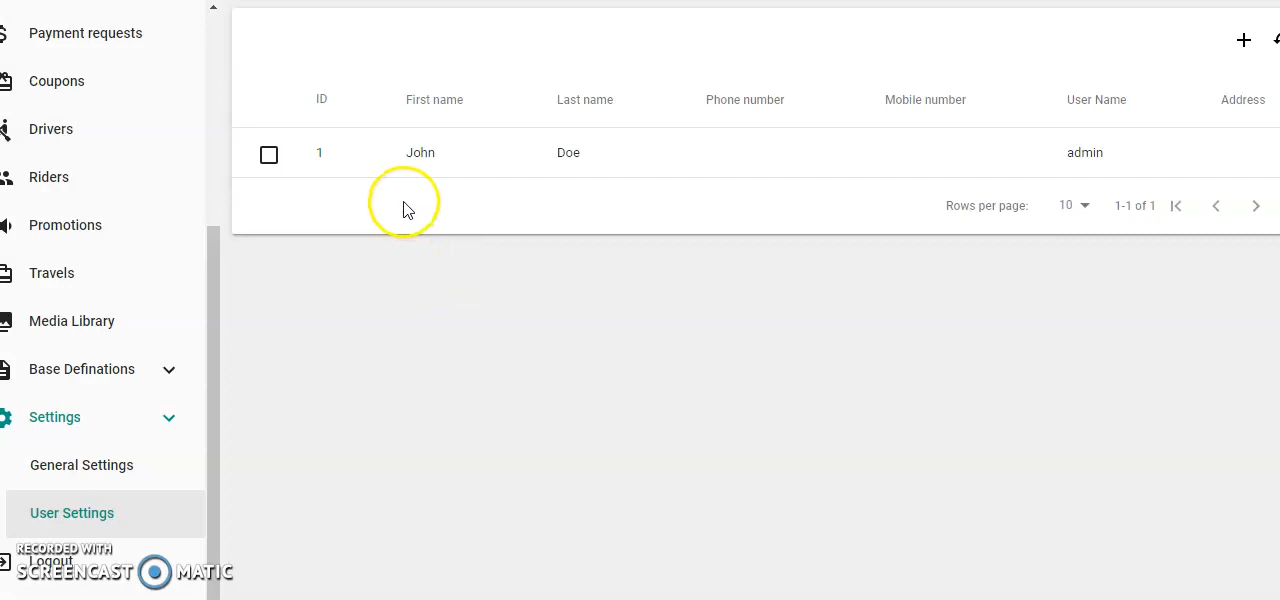 Payment requests
Coupons
Drivers
Riders
Promotions
Travels
Media Library
Base Definations
Settings
General Settings
User Settings
Logout
RECORDED WITH
SCREENCAST MATIC
ID First name Last name Phone number Mobile number User Name Address
1 John Doe admin
Rows per page: 10 1-1 of 1